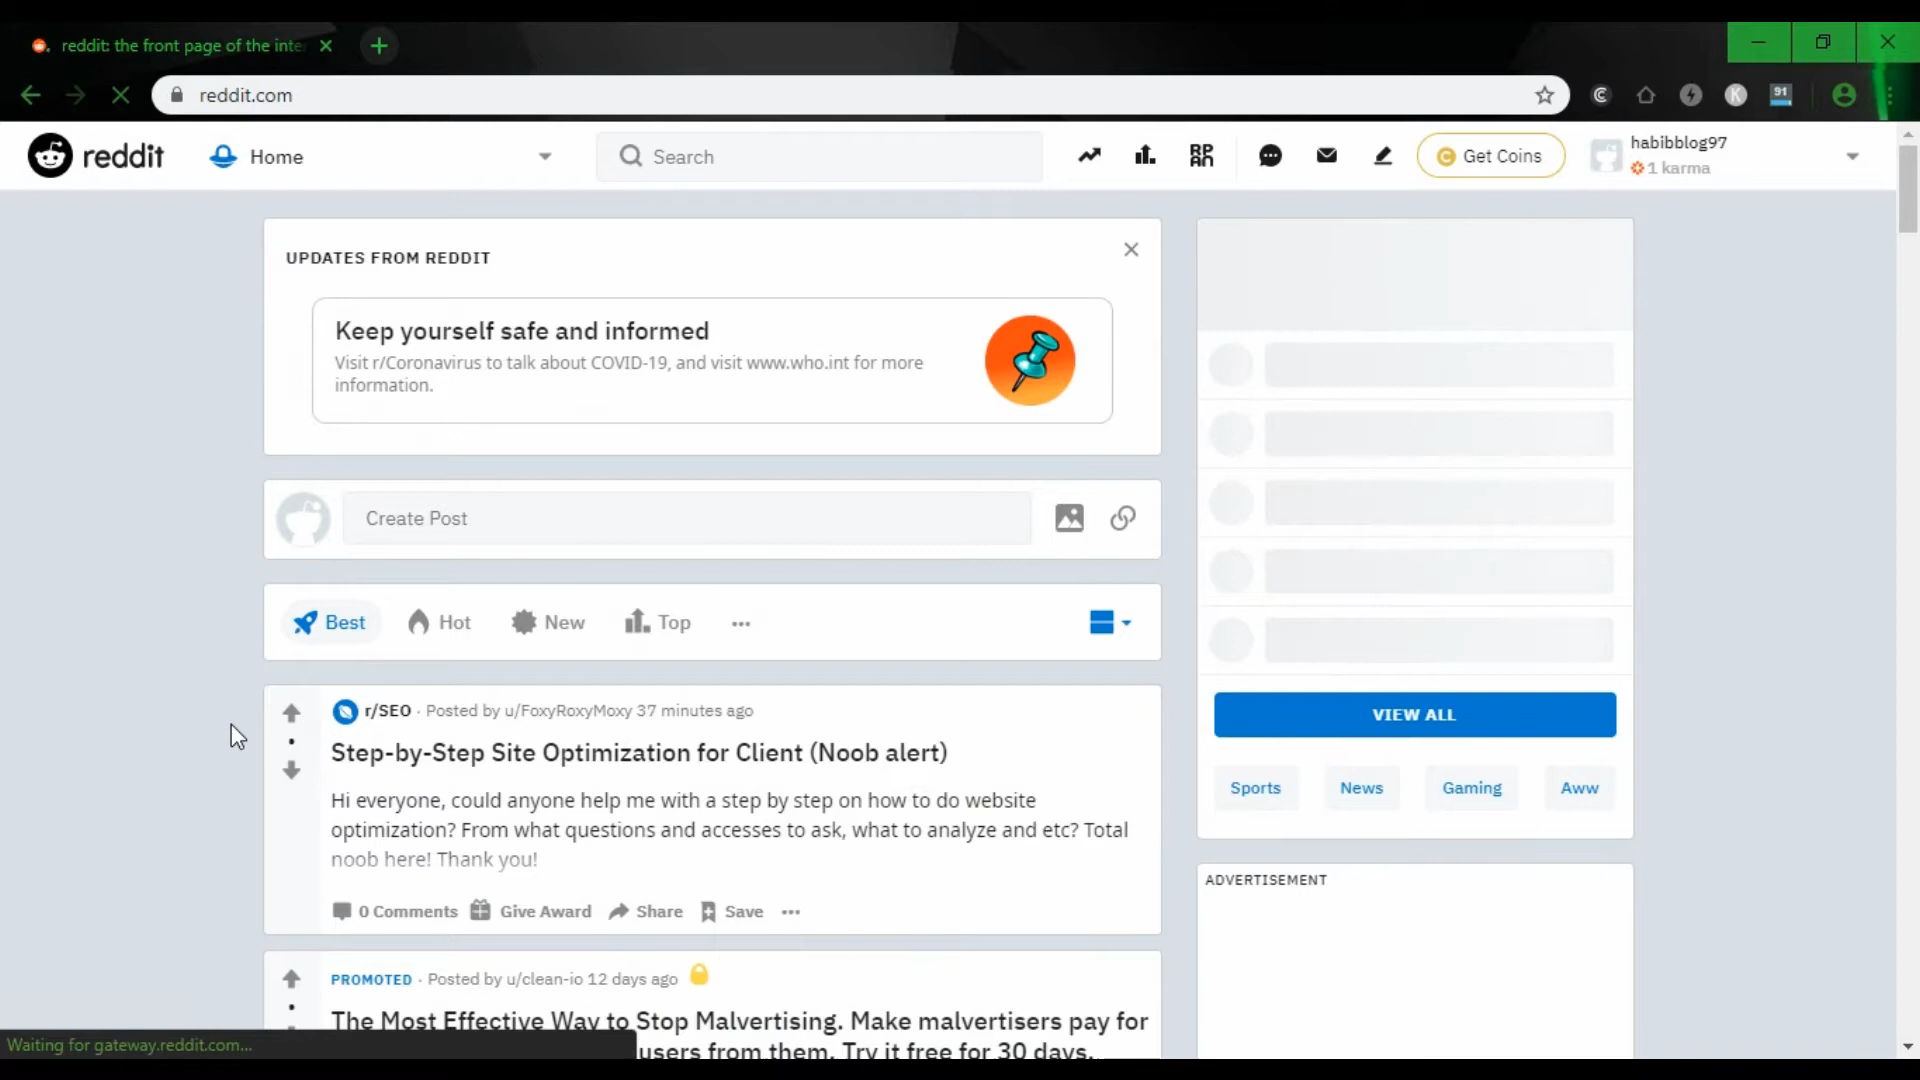 reddit: the front page of the inte
reddit.com
91
reddit
Home
Search
RPAN
Get Coins
habibblog97
1 karma
UPDATES FROM REDDIT
Keep yourself safe and informed
Visit r/Coronavirus to talk about COVID-19, and visit www.who.int for more
information.
Create Post
Best
Hot
New
Top
r/SEO · Posted by u/FoxyRoxyMoxy 37 minutes ago
Step-by-Step Site Optimization for Client (Noob alert)
Hi everyone, could anyone help me with a step by step on how to do website
optimization? From what questions and accesses to ask, what to analyze and etc? Total
noob here! Thank you!
0 Comments
Give Award
Share
Save
PROMOTED · Posted by u/clean-io 12 days ago
The Most Effective Way to Stop Malvertising. Make malvertisers pay for
users from them. Try it free for 30 days.
VIEW ALL
Sports
News
Gaming
Aww
ADVERTISEMENT
Waiting for gateway.reddit.com...